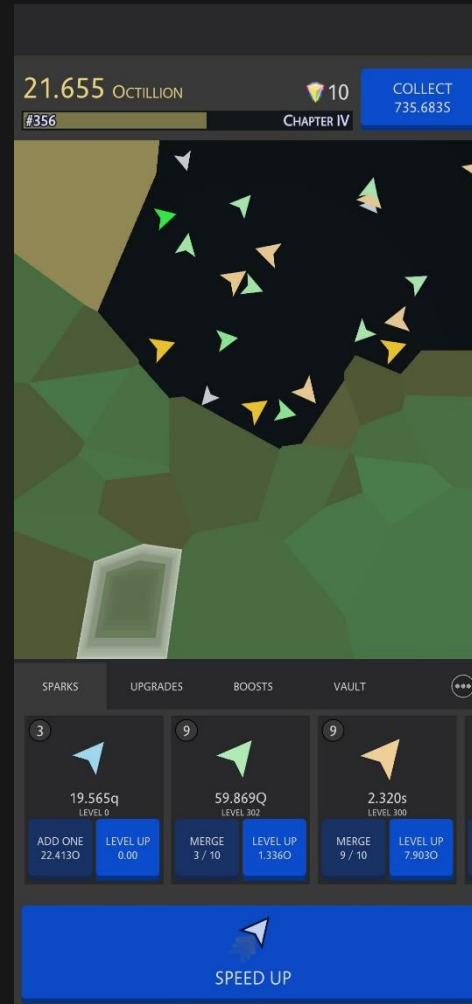 21.655 OCTILLION
10
COLLECT
735.683S
#356
CHAPTER IV
SPARKS
UPGRADES
BOOSTS
VAULT
3
19.565q
LEVEL 0
ADD ONE
22.413O
LEVEL UP
0.00
9
59.869Q
LEVEL 302
MERGE
3 / 10
LEVEL UP
1.336O
9
2.320s
LEVEL 300
MERGE
9 / 10
LEVEL UP
7.903O
SPEED UP